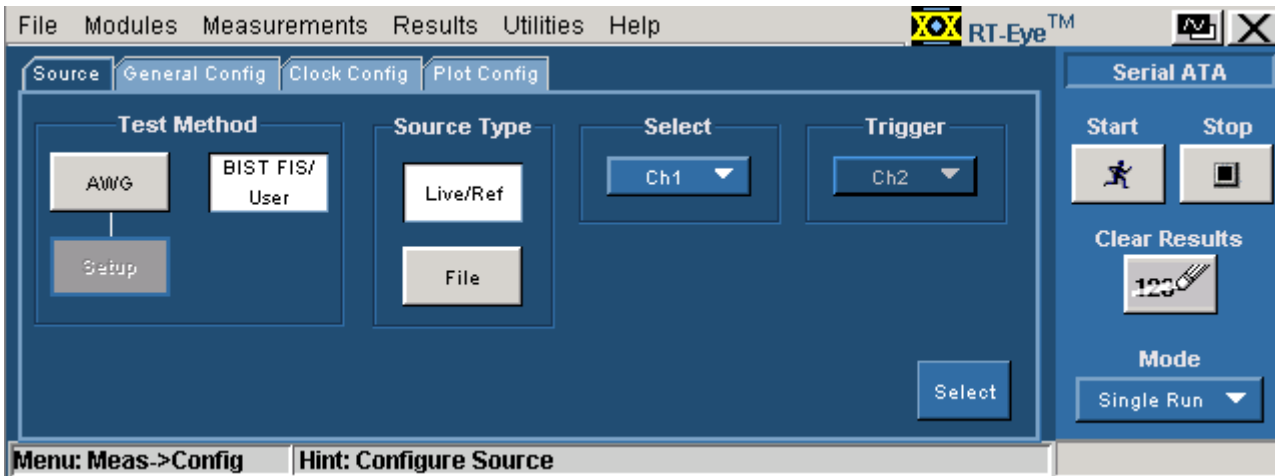 File Modules Measurements Results Utilities Help RT-Eye™
Source General Config Clock Config Plot Config
Serial ATA
Test Method
AWG
BIST FIS/
User
Setup
Source Type
Live/Ref
File
Select
Ch1
Trigger
Ch2
Select
Start Stop
Clear Results
123
Mode
Single Run
Menu: Meas->Config Hint: Configure Source